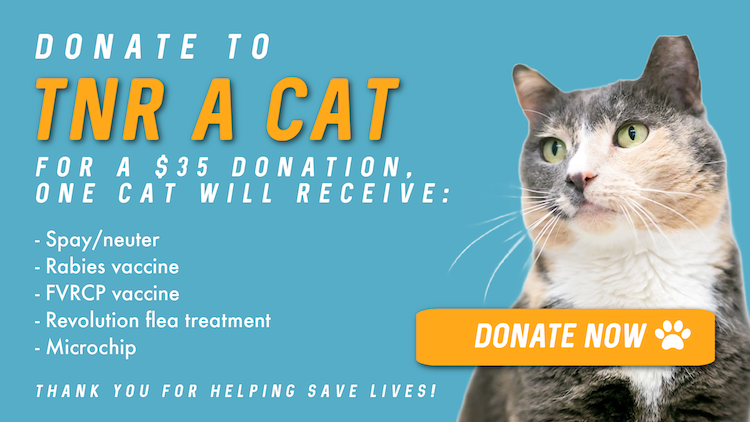 DONATE TO
TNR A CAT
FOR A $35 DONATION,
ONE CAT WILL RECEIVE:
- Spay/neuter
- Rabies vaccine
- FVRCP vaccine
- Revolution flea treatment
- Microchip
DONATE NOW
THANK YOU FOR HELPING SAVE LIVES!